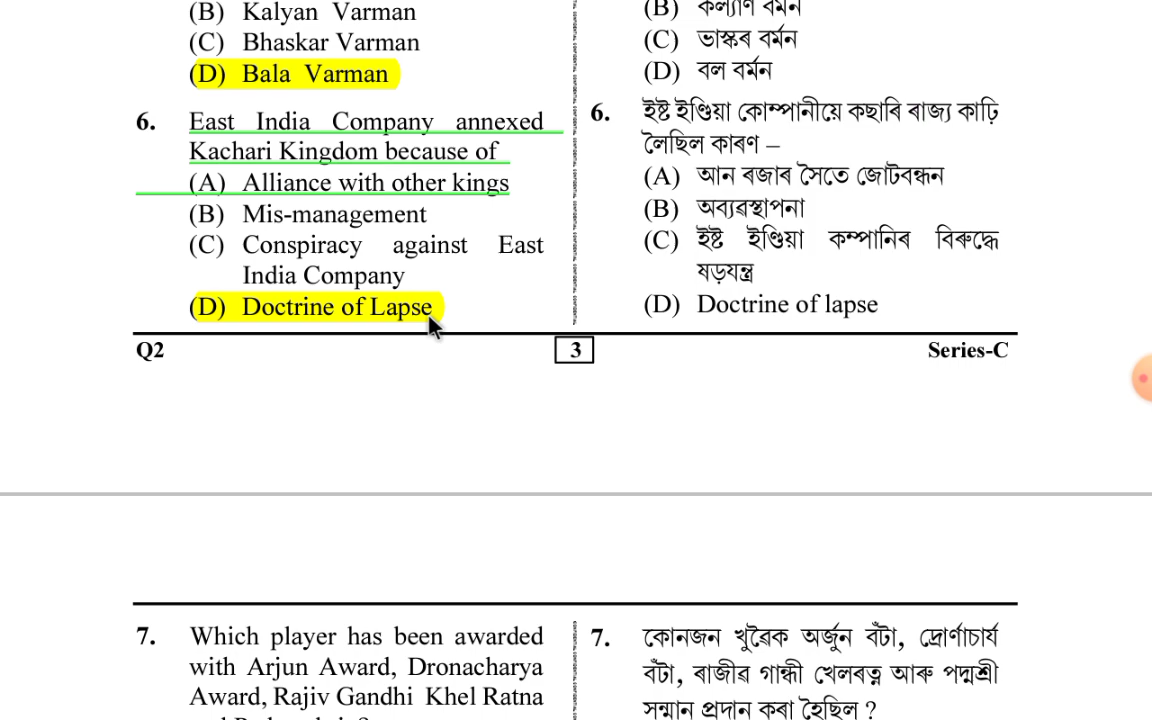 (B) Kalyan Varman
(C) Bhaskar Varman
(D) Bala Varman
6. East India Company annexed
Kachari Kingdom because of
(A) Alliance with other kings
(B) Mis-management
(C) Conspiracy against East
India Company
(D) Doctrine of Lapse
(B) কল্যাণ বৰ্মন
(C) ভাস্কৰ বৰ্মন
(D) বল বৰ্মন
6. ইষ্ট ইণ্ডিয়া কোম্পানীয়ে কছাৰি ৰাজ্য কাঢ়ি
লৈছিল কাৰণ –
(A) আন ৰজাৰ সৈতে জোটবন্ধন
(B) অব্যৱস্থাপনা
(C) ইষ্ট ইণ্ডিয়া কম্পানিৰ বিৰুদ্ধে
ষড়যন্ত্ৰ
(D) Doctrine of lapse
Q2 3 Series-C
7. Which player has been awarded
with Arjun Award, Dronacharya
Award, Rajiv Gandhi Khel Ratna
7. কোনজন খুৱৈক অৰ্জুন বঁটা, দ্ৰোৰ্ণাচাৰ্য
বঁটা, ৰাজীৱ গান্ধী খেলৰত্ন আৰু পদ্মশ্ৰী
সন্মান প্ৰদান কৰা হৈছিল ?